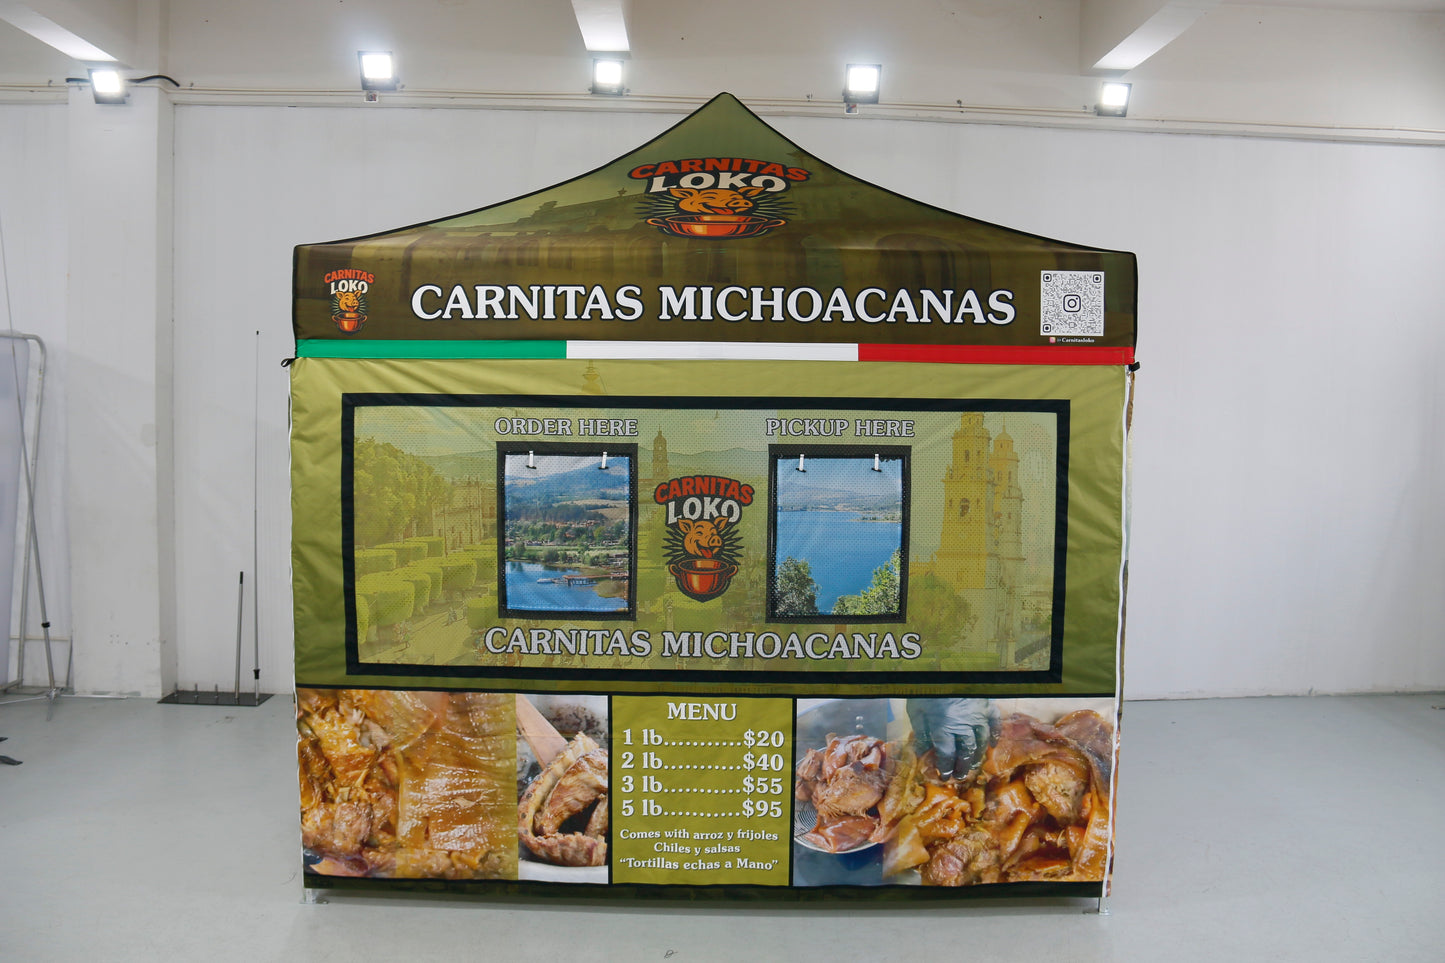 CARNITAS
LOKO
CARNITAS
LOKO
CARNITAS MICHOACANAS
@Carnitasloko
ORDER HERE
PICKUP HERE
CARNITAS
LOKO
CARNITAS MICHOACANAS
MENU
1 lb...........$20
2 lb...........$40
3 lb...........$55
5 lb...........$95
Comes with arroz y frijoles
Chiles y salsas
“Tortillas echas a Mano”